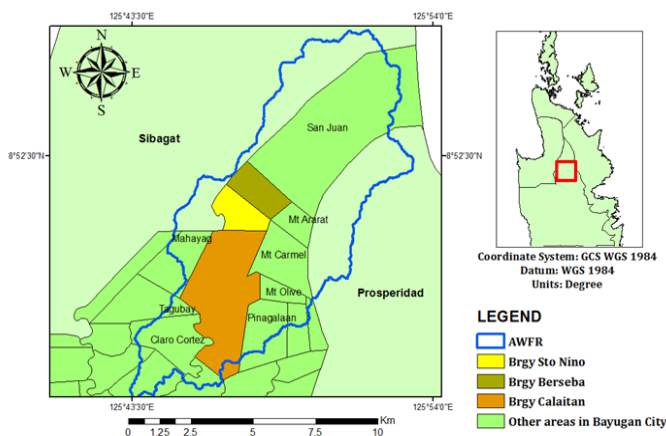 125°43'30"E
125°54'0"E
N
W
E
S
Sibagat
San Juan
8°52'30"N
8°52'30"N
Mt Ararat
Mahayag
Mt Carmel
Mt Olive
Prosperidad
Tagubay
Pinagalaan
Claro Cortez
125°43'30"E
125°54'0"E
Km
0 1.25 2.5 5 7.5 10
Coordinate System: GCS WGS 1984
Datum: WGS 1984
Units: Degree
LEGEND
AWFR
Brgy Sto Nino
Brgy Berseba
Brgy Calaitan
Other areas in Bayugan City